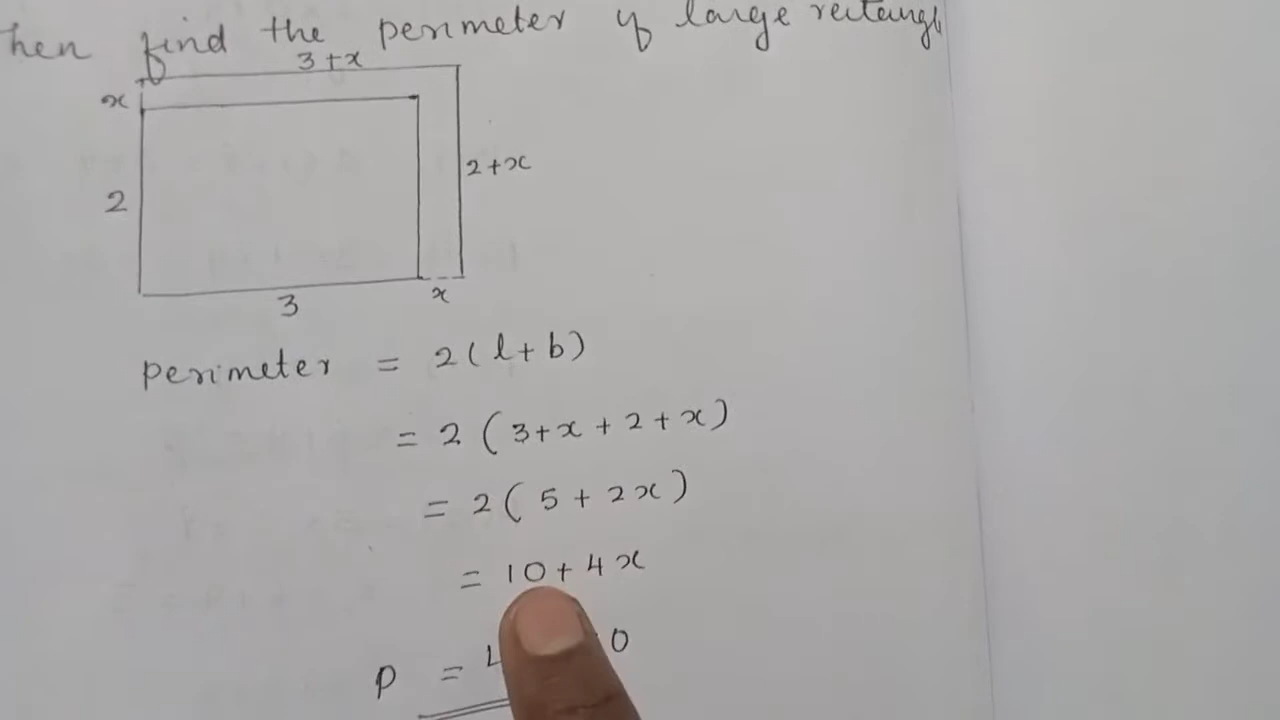 hen find the perimeter of large
3+x
x
2+x
2
3
x
perimeter = 2(l+b)
= 2(3+x+2+x)
= 2(5+2x)
= 10+4x
P =